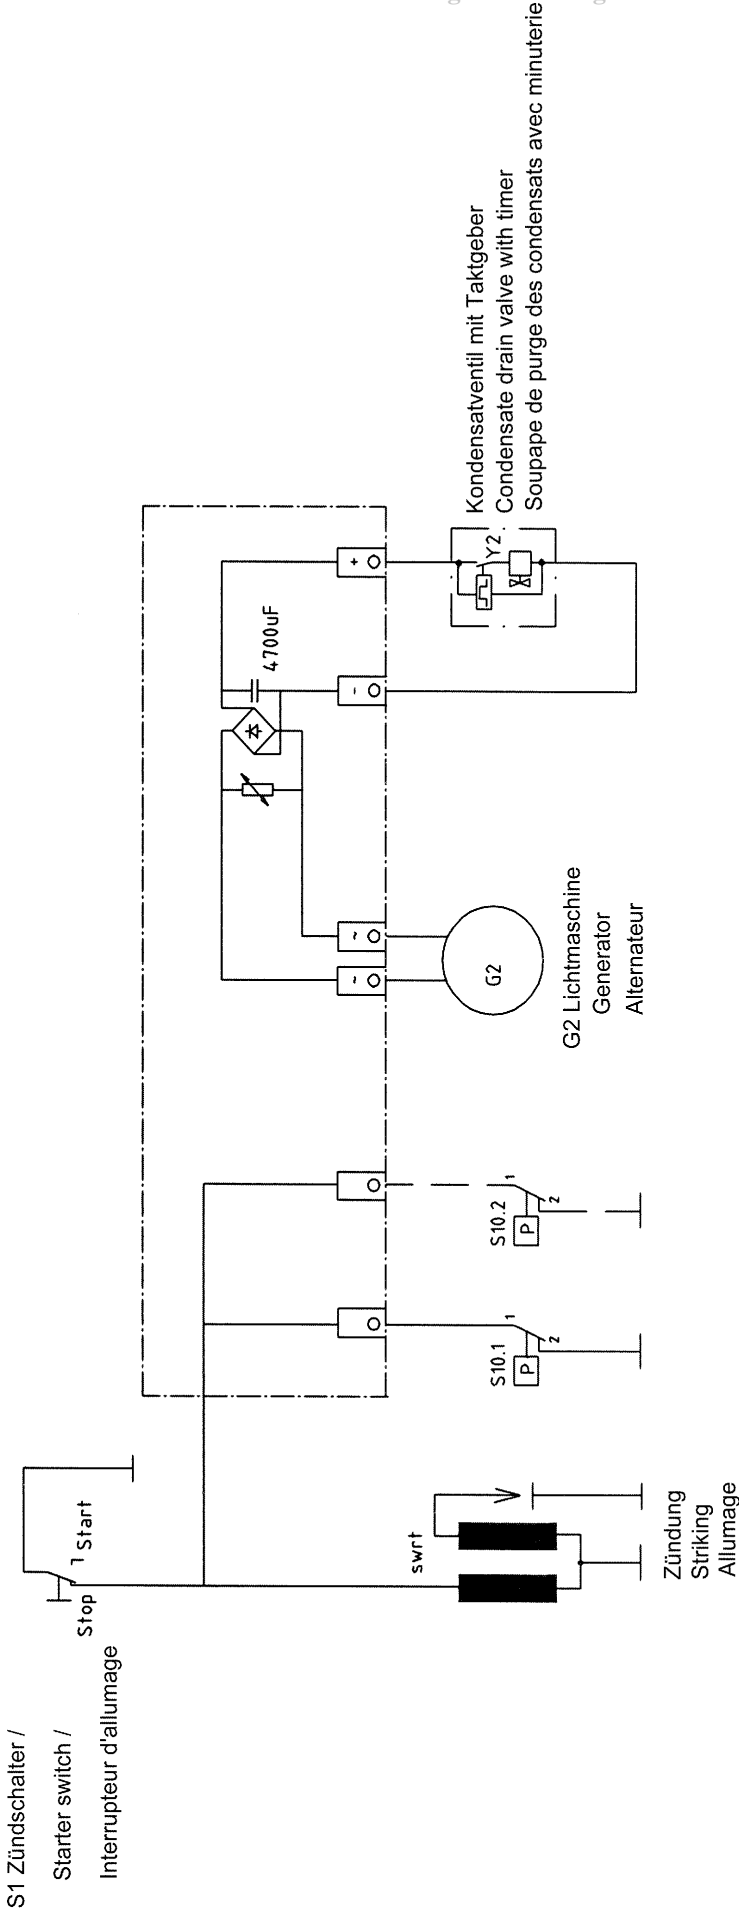 S1 Zündschalter /
Starter switch /
Interrupteur d'allumage
Stop
Start
swrt
Zündung
Striking
Allumage
S10.1
P
1
2
S10.2
P
1
2
~
~
G2
G2 Lichtmaschine
Generator
Alternateur
4700uF
-
+
Y2
Kondensatventil mit Taktgeber
Condensate drain valve with timer
Soupape de purge des condensats avec minuterie